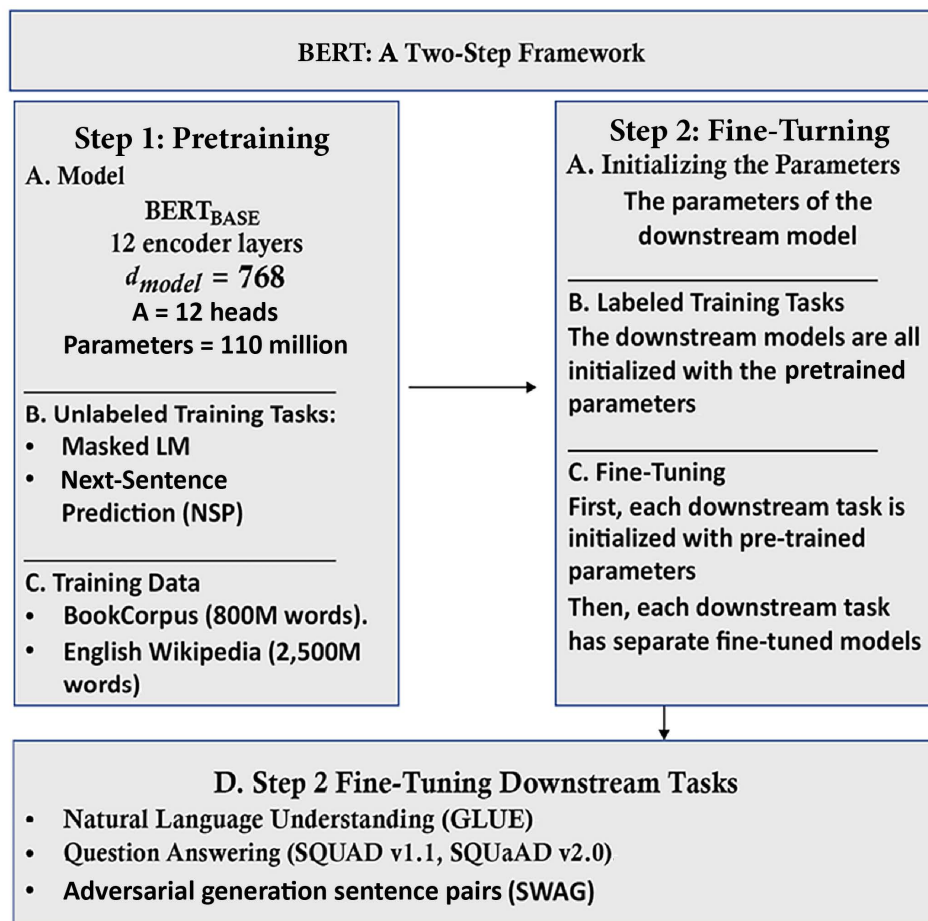 BERT: A Two-Step Framework
Step 1: Pretraining
A. Model
BERT_BASE
12 encoder layers
d_model = 768
A = 12 heads
Parameters = 110 million
B. Unlabeled Training Tasks:
• Masked LM
• Next-Sentence
Prediction (NSP)
C. Training Data
• BookCorpus (800M words).
• English Wikipedia (2,500M
words)
Step 2: Fine-Turning
A. Initializing the Parameters
The parameters of the
downstream model
B. Labeled Training Tasks
The downstream models are all
initialized with the pretrained
parameters
C. Fine-Tuning
First, each downstream task is
initialized with pre-trained
parameters
Then, each downstream task
has separate fine-tuned models
D. Step 2 Fine-Tuning Downstream Tasks
• Natural Language Understanding (GLUE)
• Question Answering (SQUAD v1.1, SQUaAD v2.0)
• Adversarial generation sentence pairs (SWAG)